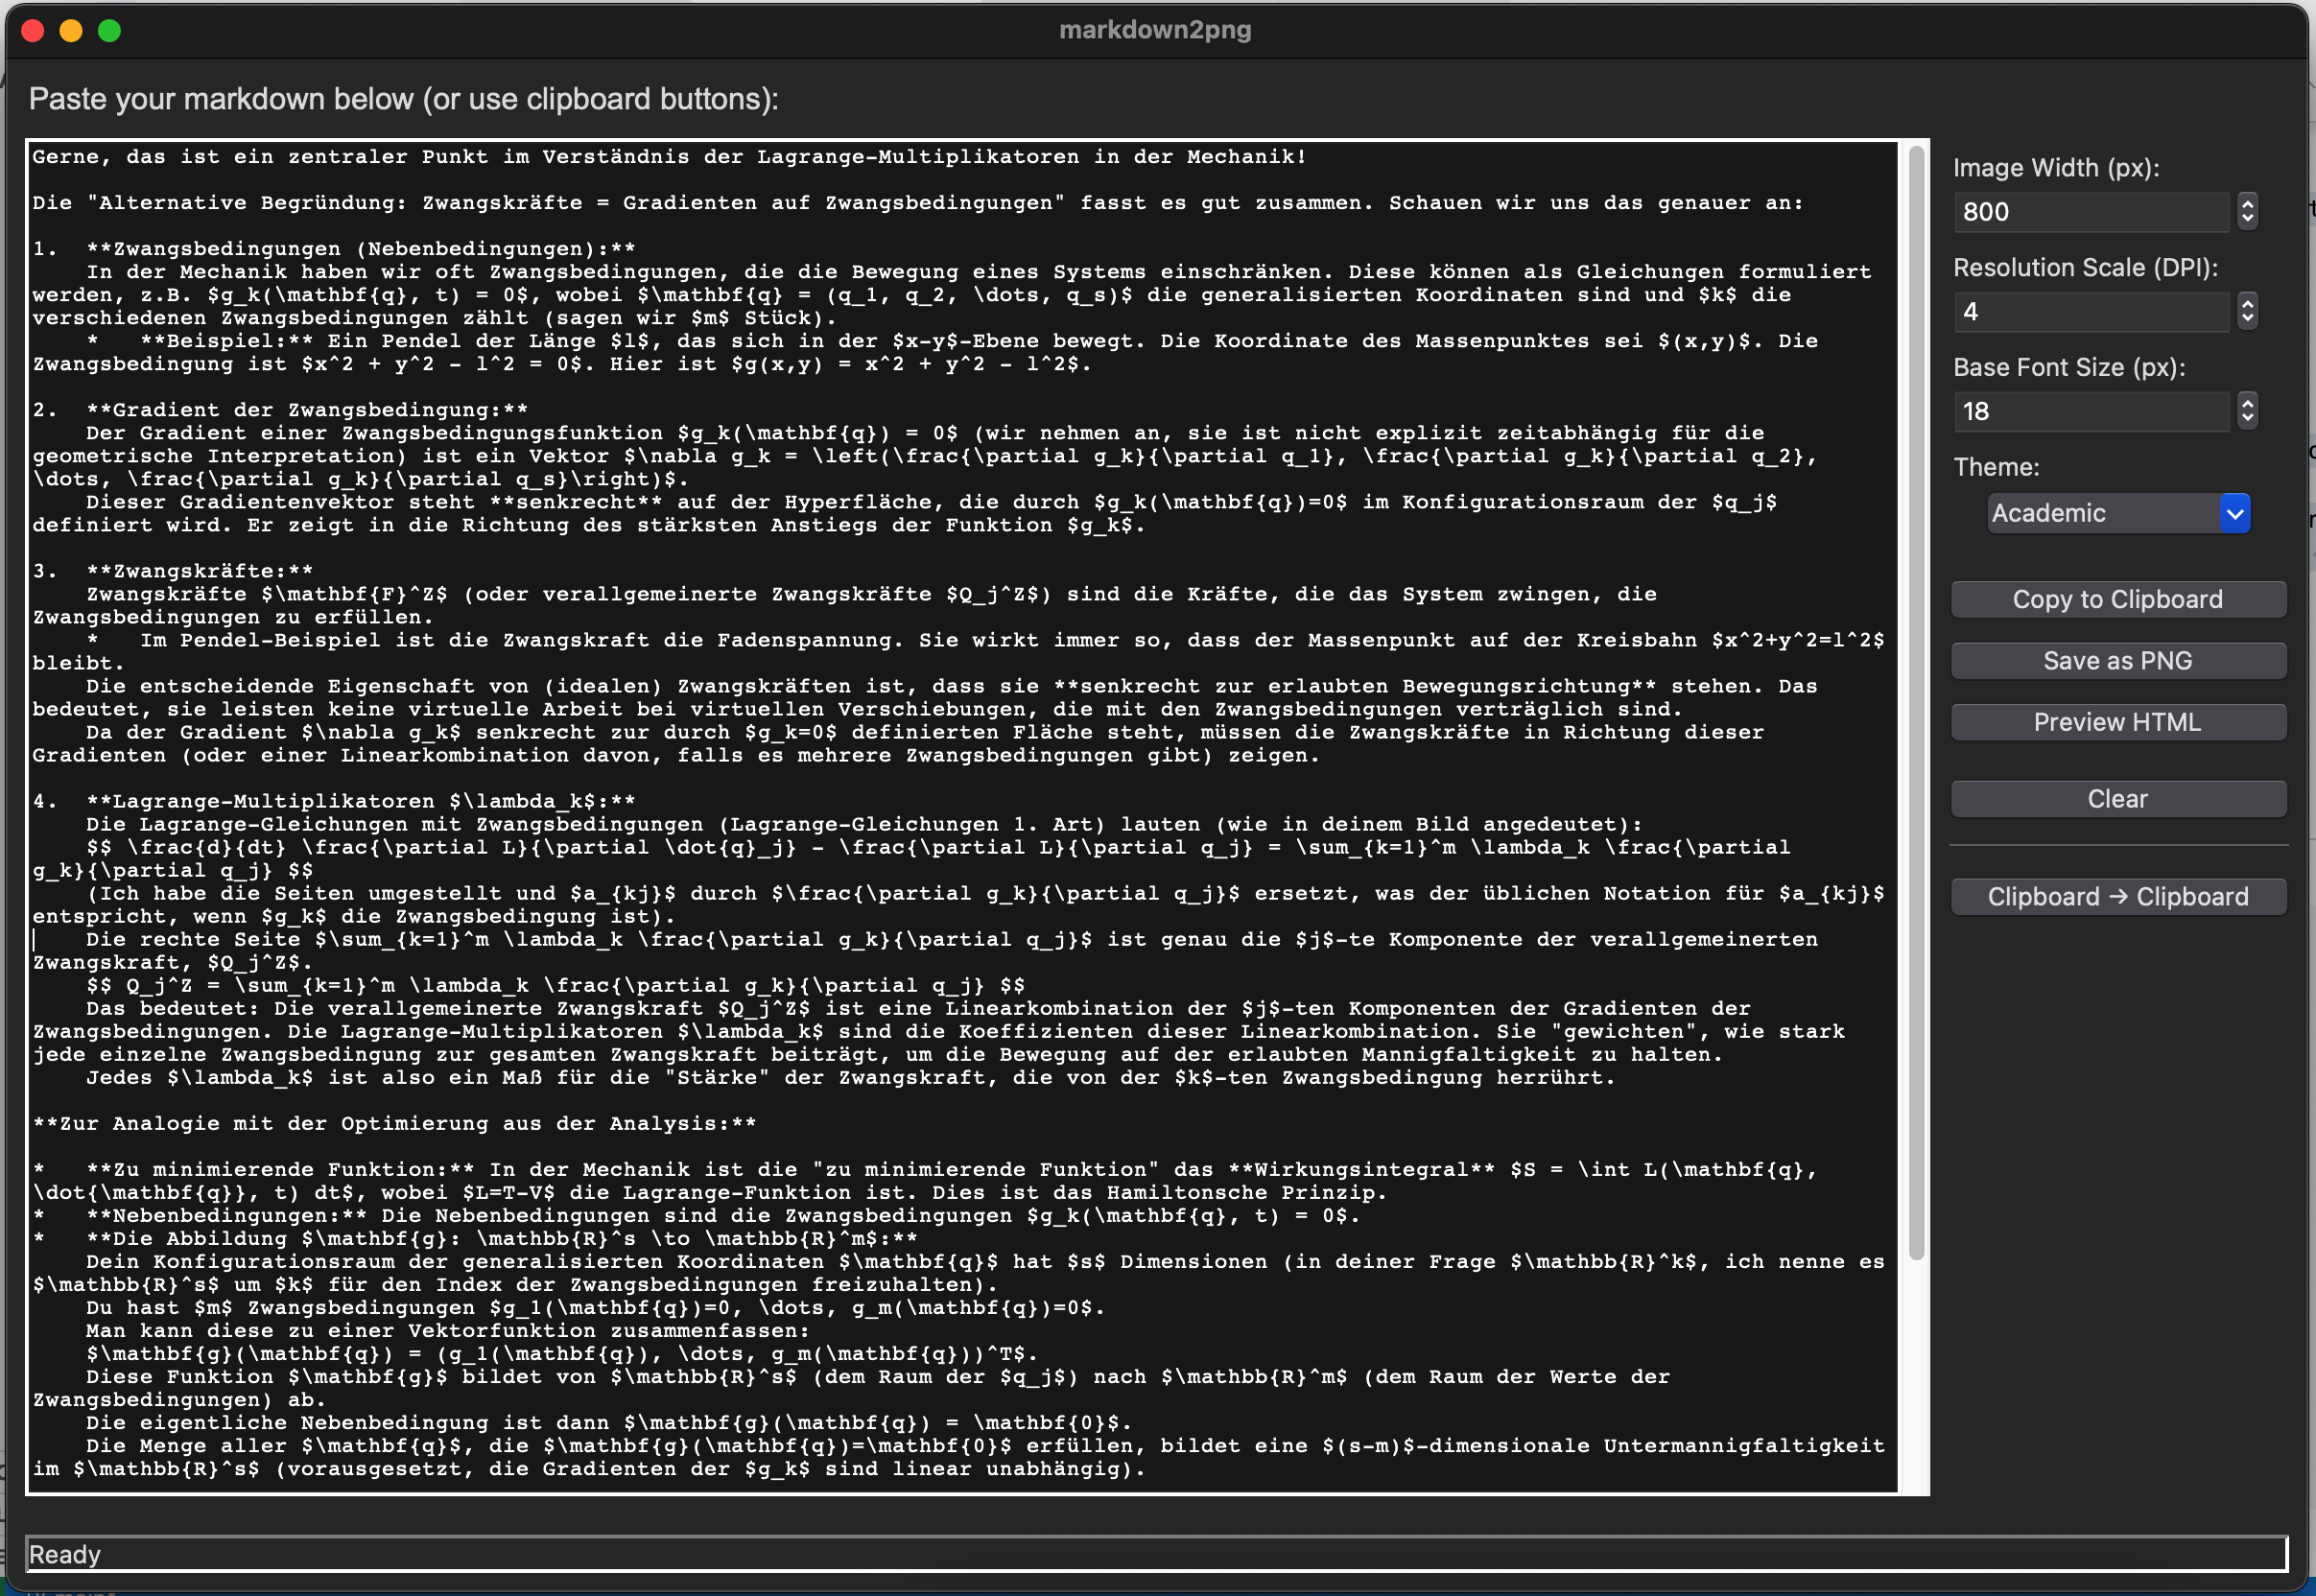 markdown2png
Paste your markdown below (or use clipboard buttons):
Gerne, das ist ein zentraler Punkt im Verständnis der Lagrange-Multiplikatoren in der Mechanik!
Die "Alternative Begründung: Zwangskräfte = Gradienten auf Zwangsbedingungen" fasst es gut zusammen. Schauen wir uns das genauer an:
1.  **Zwangsbedingungen (Nebenbedingungen):**
    In der Mechanik haben wir oft Zwangsbedingungen, die die Bewegung eines Systems einschränken. Diese können als Gleichungen formuliert
werden, z.B. $g_k(\mathbf{q}, t) = 0$, wobei $\mathbf{q} = (q_1, q_2, \dots, q_s)$ die generalisierten Koordinaten sind und $k$ die
verschiedenen Zwangsbedingungen zählt (sagen wir $m$ Stück).
    *   **Beispiel:** Ein Pendel der Länge $l$, das sich in der $x-y$-Ebene bewegt. Die Koordinate des Massenpunktes sei $(x,y)$. Die
Zwangsbedingung ist $x^2 + y^2 - l^2 = 0$. Hier ist $g(x,y) = x^2 + y^2 - l^2$.
2.  **Gradient der Zwangsbedingung:**
    Der Gradient einer Zwangsbedingungsfunktion $g_k(\mathbf{q}) = 0$ (wir nehmen an, sie ist nicht explizit zeitabhängig für die
geometrische Interpretation) ist ein Vektor $\nabla g_k = \left(\frac{\partial g_k}{\partial q_1}, \frac{\partial g_k}{\partial q_2},
\dots, \frac{\partial g_k}{\partial q_s}\right)$.
    Dieser Gradientenvektor steht **senkrecht** auf der Hyperfläche, die durch $g_k(\mathbf{q})=0$ im Konfigurationsraum der $q_j$
definiert wird. Er zeigt in die Richtung des stärksten Anstiegs der Funktion $g_k$.
3.  **Zwangskräfte:**
    Zwangskräfte $\mathbf{F}^Z$ (oder verallgemeinerte Zwangskräfte $Q_j^Z$) sind die Kräfte, die das System zwingen, die
Zwangsbedingungen zu erfüllen.
    *   Im Pendel-Beispiel ist die Zwangskraft die Fadenspannung. Sie wirkt immer so, dass der Massenpunkt auf der Kreisbahn $x^2+y^2=l^2$
bleibt.
    Die entscheidende Eigenschaft von (idealen) Zwangskräften ist, dass sie **senkrecht zur erlaubten Bewegungsrichtung** stehen. Das
bedeutet, sie leisten keine virtuelle Arbeit bei virtuellen Verschiebungen, die mit den Zwangsbedingungen verträglich sind.
    Da der Gradient $\nabla g_k$ senkrecht zur durch $g_k=0$ definierten Fläche steht, müssen die Zwangskräfte in Richtung dieser
Gradienten (oder einer Linearkombination davon, falls es mehrere Zwangsbedingungen gibt) zeigen.
4.  **Lagrange-Multiplikatoren $\lambda_k$:**
    Die Lagrange-Gleichungen mit Zwangsbedingungen (Lagrange-Gleichungen 1. Art) lauten (wie in deinem Bild angedeutet):
    $$ \frac{d}{dt} \frac{\partial L}{\partial \dot{q}_j} - \frac{\partial L}{\partial q_j} = \sum_{k=1}^m \lambda_k \frac{\partial
g_k}{\partial q_j} $$
    (Ich habe die Seiten umgestellt und $a_{kj}$ durch $\frac{\partial g_k}{\partial q_j}$ ersetzt, was der üblichen Notation für $a_{kj}$
entspricht, wenn $g_k$ die Zwangsbedingung ist).
    Die rechte Seite $\sum_{k=1}^m \lambda_k \frac{\partial g_k}{\partial q_j}$ ist genau die $j$-te Komponente der verallgemeinerten
Zwangskraft, $Q_j^Z$.
    $$ Q_j^Z = \sum_{k=1}^m \lambda_k \frac{\partial g_k}{\partial q_j} $$
    Das bedeutet: Die verallgemeinerte Zwangskraft $Q_j^Z$ ist eine Linearkombination der $j$-ten Komponenten der Gradienten der
Zwangsbedingungen. Die Lagrange-Multiplikatoren $\lambda_k$ sind die Koeffizienten dieser Linearkombination. Sie "gewichten", wie stark
jede einzelne Zwangsbedingung zur gesamten Zwangskraft beiträgt, um die Bewegung auf der erlaubten Mannigfaltigkeit zu halten.
    Jedes $\lambda_k$ ist also ein Maß für die "Stärke" der Zwangskraft, die von der $k$-ten Zwangsbedingung herrührt.
**Zur Analogie mit der Optimierung aus der Analysis:**
*   **Zu minimierende Funktion:** In der Mechanik ist die "zu minimierende Funktion" das **Wirkungsintegral** $S = \int L(\mathbf{q},
\dot{\mathbf{q}}, t) dt$, wobei $L=T-V$ die Lagrange-Funktion ist. Dies ist das Hamiltonsche Prinzip.
*   **Nebenbedingungen:** Die Nebenbedingungen sind die Zwangsbedingungen $g_k(\mathbf{q}, t) = 0$.
*   **Die Abbildung $\mathbf{g}: \mathbb{R}^s \to \mathbb{R}^m$:**
    Dein Konfigurationsraum der generalisierten Koordinaten $\mathbf{q}$ hat $s$ Dimensionen (in deiner Frage $\mathbb{R}^k$, ich nenne es
$\mathbb{R}^s$ um $k$ für den Index der Zwangsbedingungen freizuhalten).
    Du hast $m$ Zwangsbedingungen $g_1(\mathbf{q})=0, \dots, g_m(\mathbf{q})=0$.
    Man kann diese zu einer Vektorfunktion zusammenfassen:
    $\mathbf{g}(\mathbf{q}) = (g_1(\mathbf{q}), \dots, g_m(\mathbf{q}))^T$.
    Diese Funktion $\mathbf{g}$ bildet von $\mathbb{R}^s$ (dem Raum der $q_j$) nach $\mathbb{R}^m$ (dem Raum der Werte der
Zwangsbedingungen) ab.
    Die eigentliche Nebenbedingung ist dann $\mathbf{g}(\mathbf{q}) = \mathbf{0}$.
    Die Menge aller $\mathbf{q}$, die $\mathbf{g}(\mathbf{q})=\mathbf{0}$ erfüllen, bildet eine $(s-m)$-dimensionale Untermannigfaltigkeit
im $\mathbb{R}^s$ (vorausgesetzt, die Gradienten der $g_k$ sind linear unabhängig).
Image Width (px):
800
Resolution Scale (DPI):
4
Base Font Size (px):
18
Theme:
Academic
Copy to Clipboard
Save as PNG
Preview HTML
Clear
Clipboard → Clipboard
Ready